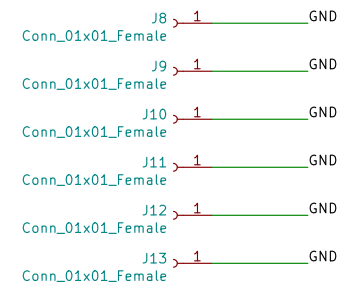 J8 1 GND
Conn_01x01_Female
J9 1 GND
Conn_01x01_Female
J10 1 GND
Conn_01x01_Female
J11 1 GND
Conn_01x01_Female
J12 1 GND
Conn_01x01_Female
J13 1 GND
Conn_01x01_Female